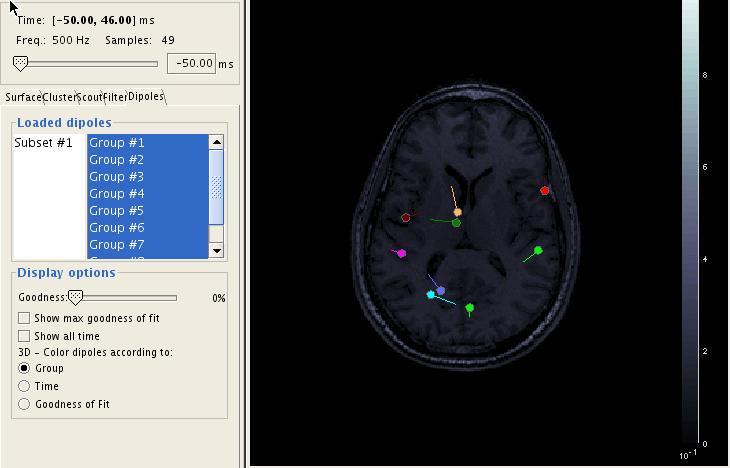 Time: [-50.00, 46.00] ms
Freq.: 500 Hz Samples: 49
-50.00 ms
Surface Cluster Scout Filter Dipoles
Loaded dipoles
Subset #1
Group #1
Group #2
Group #3
Group #4
Group #5
Group #6
Group #7
Display options
Goodness: 0%
Show max goodness of fit
Show all time
3D - Color dipoles according to:
Group
Time
Goodness of Fit
8
6
4
2
0
10⁻¹